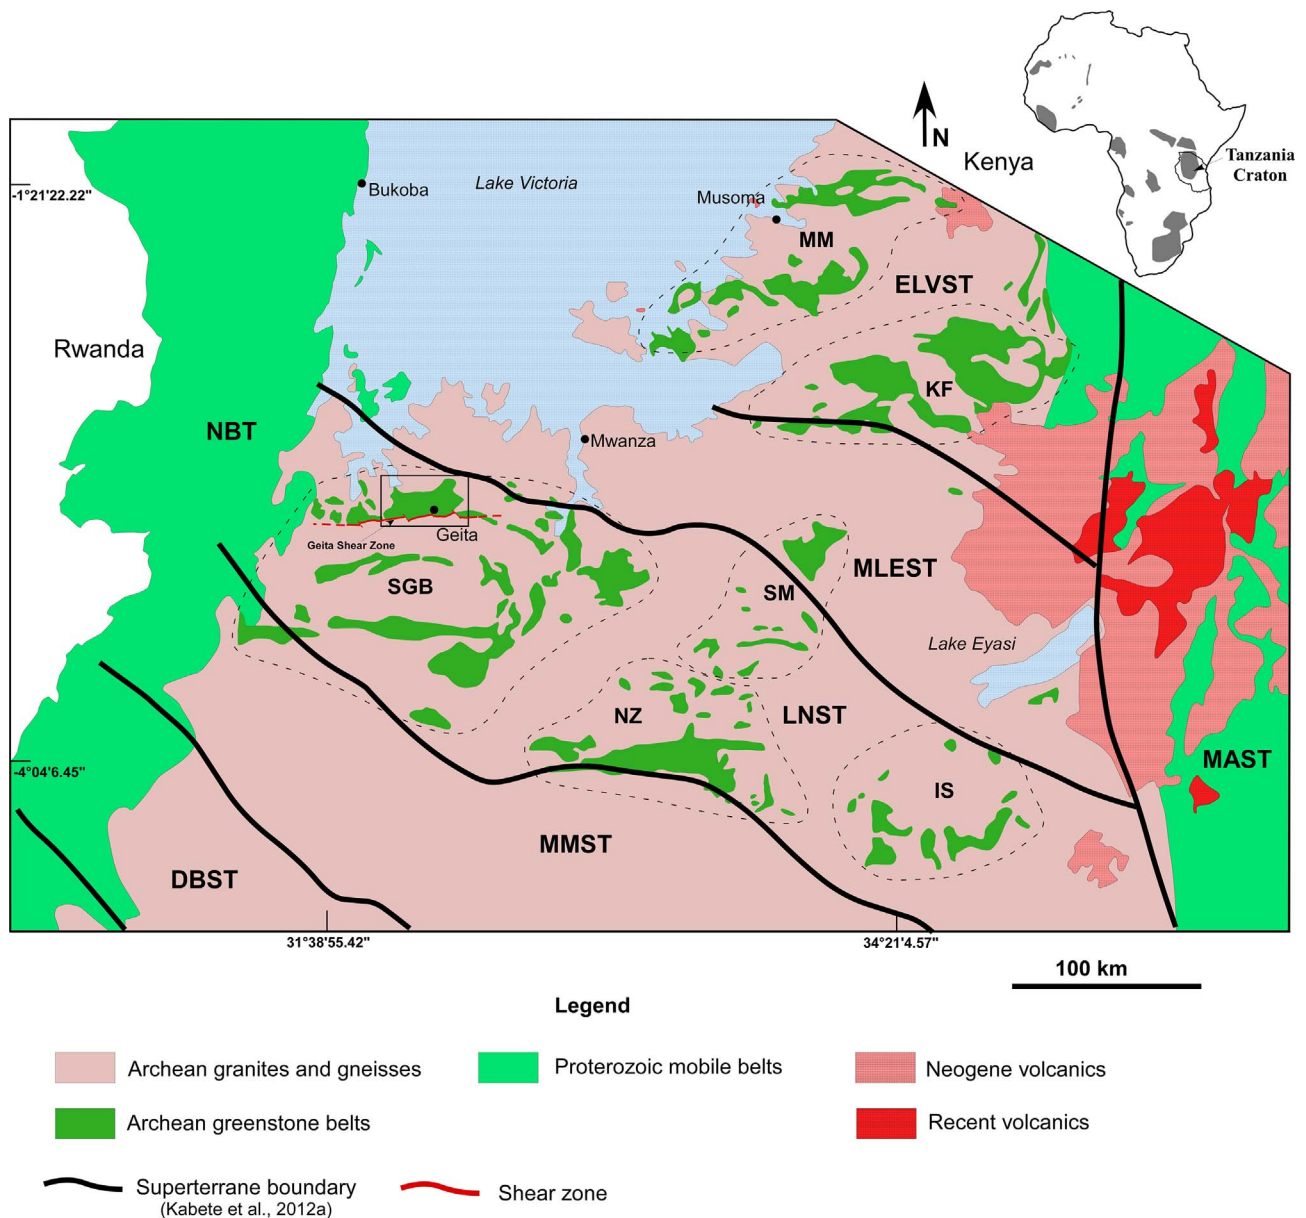 Tanzania
Craton
N
Kenya
-1°21'22.22"
Bukoba
Lake Victoria
Musoma
MM
ELVST
Rwanda
KF
NBT
Mwanza
Geita
Geita Shear Zone
SGB
SM
MLEST
Lake Eyasi
NZ
LNST
-4°04'6.45"
MAST
IS
MMST
DBST
31°38'55.42"
34°21'4.57"
100 km
Legend
Archean granites and gneisses
Proterozoic mobile belts
Neogene volcanics
Archean greenstone belts
Recent volcanics
Superterrane boundary
(Kabete et al., 2012a)
Shear zone